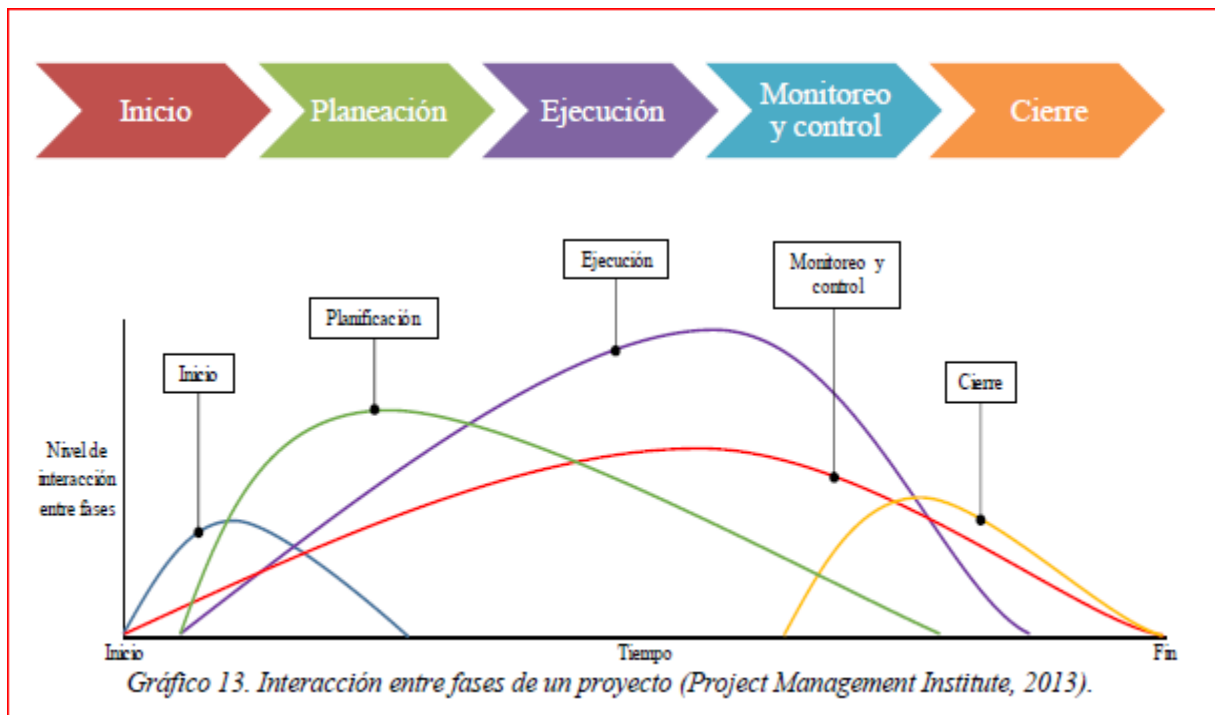 Inicio
Planeación
Ejecución
Monitoreo
y control
Cierre
Ejecución
Monitoreo y
control
Planificación
Inicio
Cierre
Nivel de
interacción
entre fases
Inicio
Tiempo
Fin
Gráfico 13. Interacción entre fases de un proyecto (Project Management Institute, 2013).